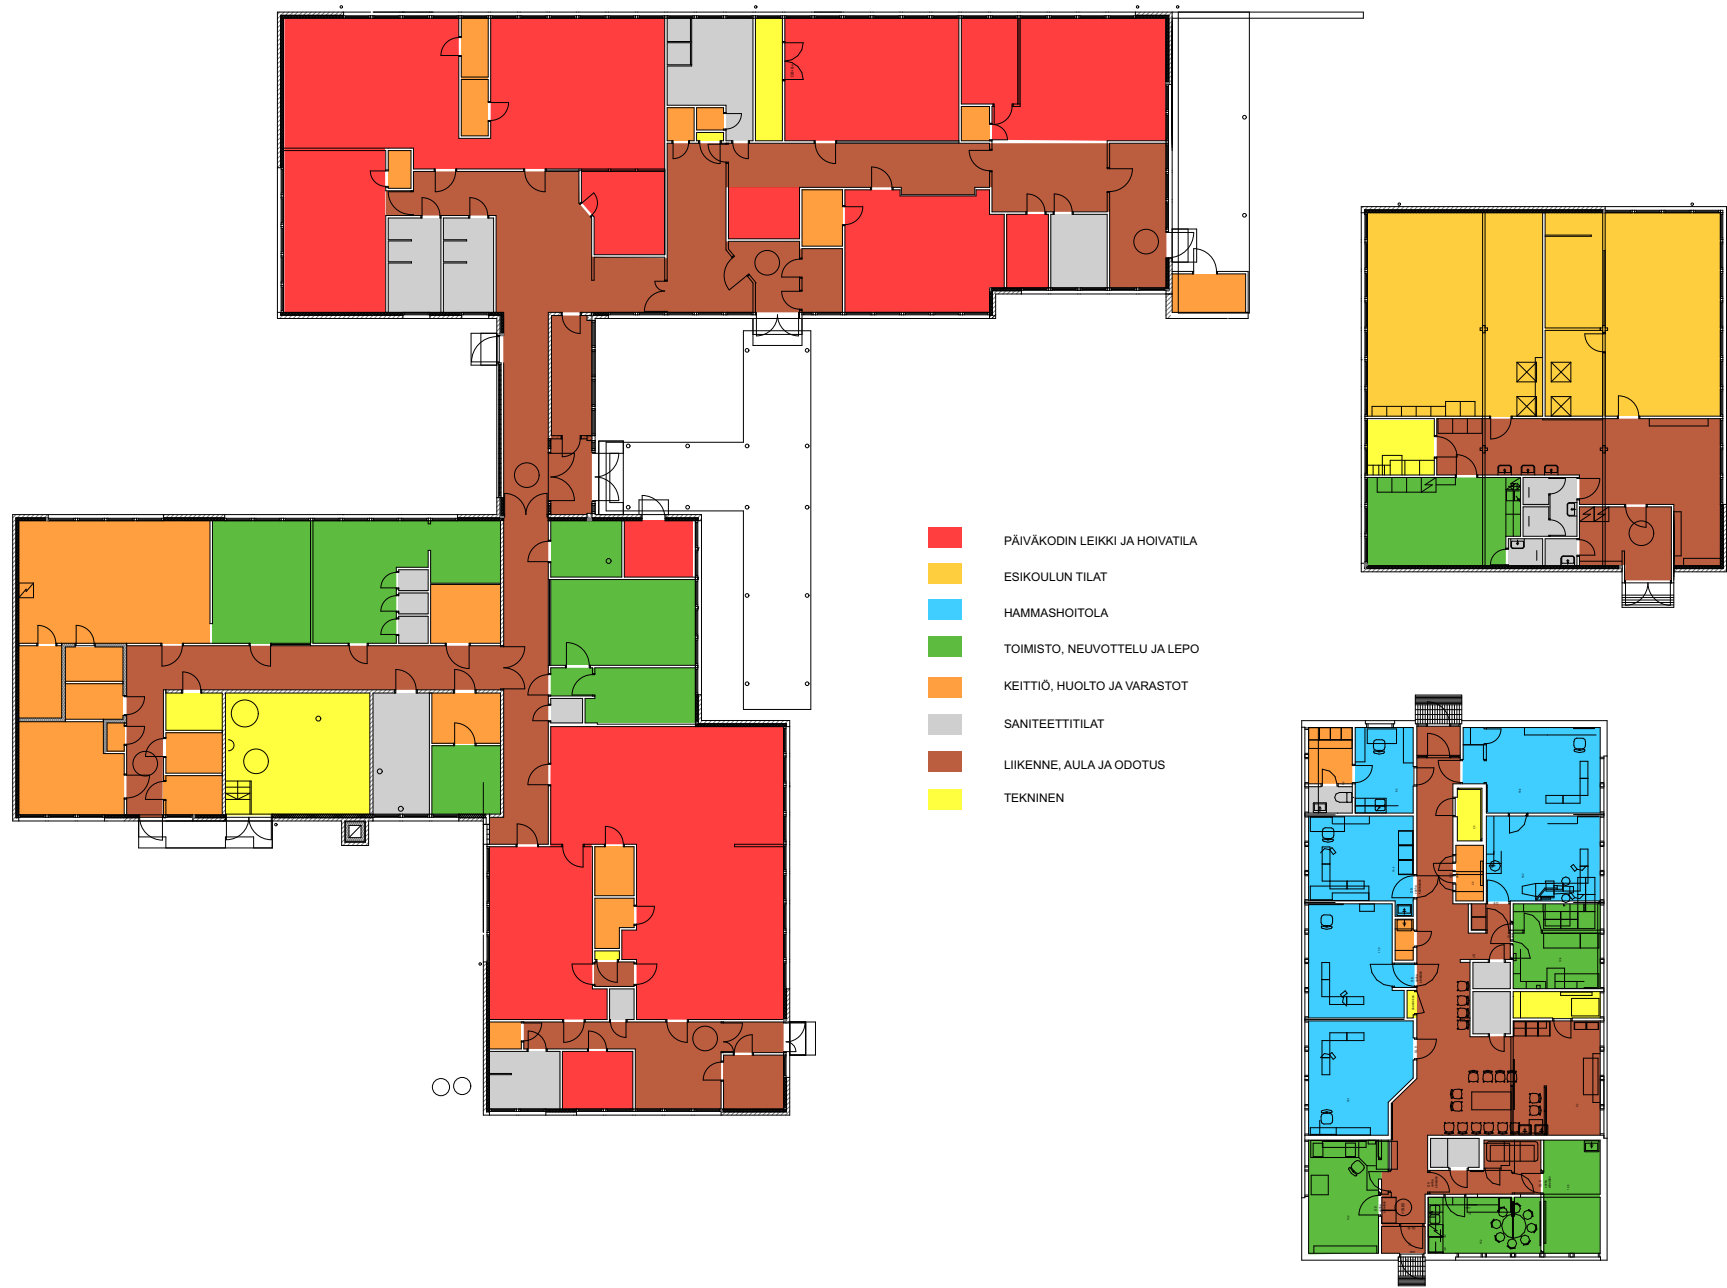 PÄIVÄKODIN LEIKKI JA HOIVATILA
ESIKOULUN TILAT
HAMMASHOITOLA
TOIMISTO, NEUVOTTELU JA LEPO
KEITTIÖ, HUOLTO JA VARASTOT
SANITEETTITILAT
LIIKENNE, AULA JA ODOTUS
TEKNINEN